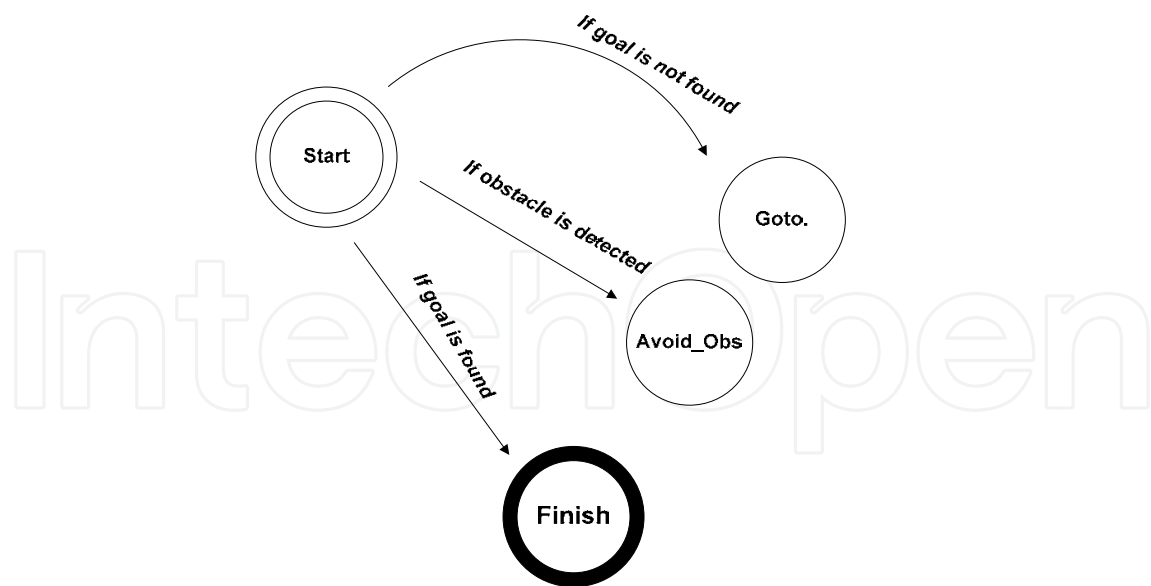 If goal is not found
Start
If obstacle is detected
Goto.
If goal is found
Avoid_Obs
Finish
IntechOpen